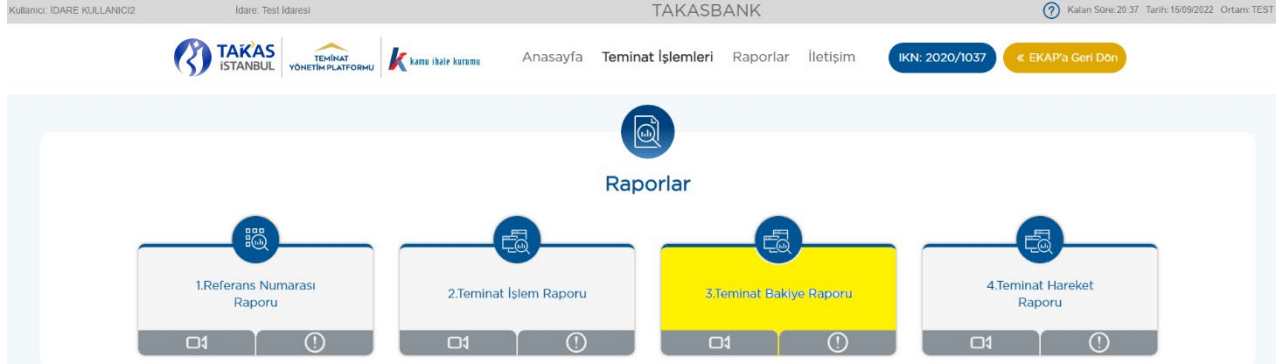 Kullanıcı: İDARE KULLANICI2 İdare: Test İdaresi TAKASBANK Kalan Süre: 20:37 Tarih: 15/09/2022 Ortam: TEST
TAKAS
İSTANBUL
TEMİNAT
YÖNETİM PLATFORMU
kamu ihale kurumu
Anasayfa Teminat İşlemleri Raporlar İletişim IKN: 2020/1037 « EKAP'a Geri Dön
Raporlar
1.Referans Numarası
Raporu
2.Teminat İşlem Raporu
3.Teminat Bakiye Raporu
4.Teminat Hareket
Raporu